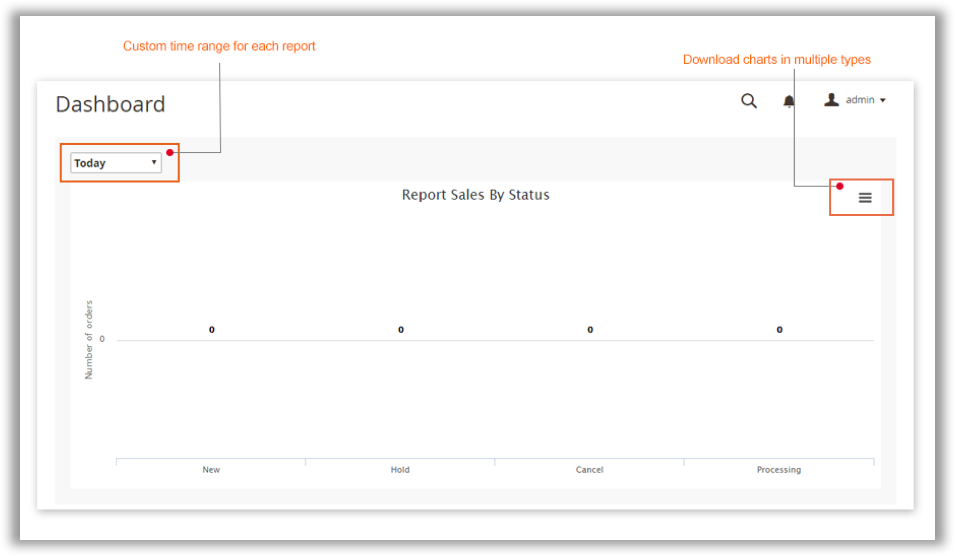 Custom time range for each report
Download charts in multiple types
Dashboard
admin
Today
Report Sales By Status
Number of orders
0
0
0
0
0
New
Hold
Cancel
Processing